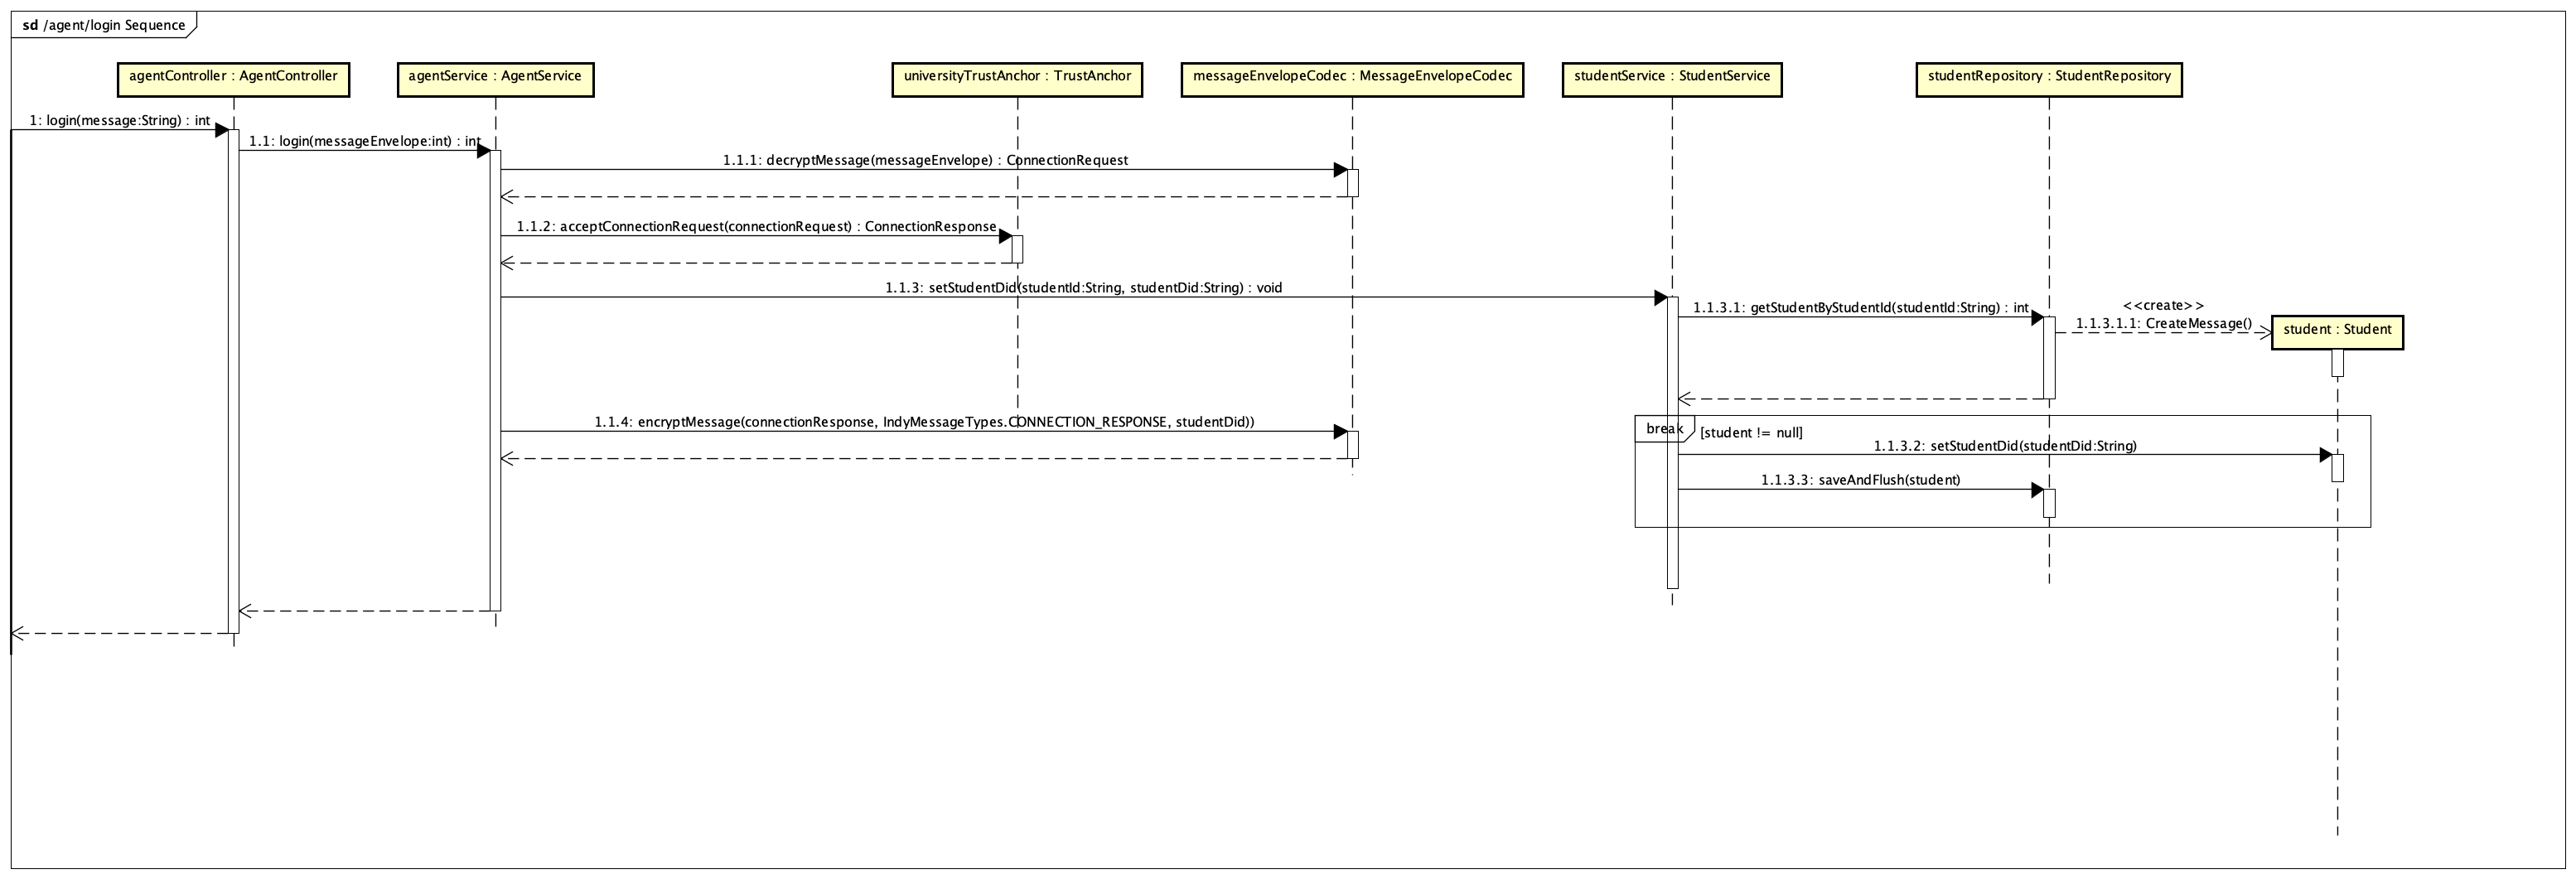 sd /agent/login Sequence
agentController : AgentController
agentService : AgentService
universityTrustAnchor : TrustAnchor
messageEnvelopeCodec : MessageEnvelopeCodec
studentService : StudentService
studentRepository : StudentRepository
1: login(message:String) : int
1.1: login(messageEnvelope:int) : int
1.1.1: decryptMessage(messageEnvelope) : ConnectionRequest
1.1.2: acceptConnectionRequest(connectionRequest) : ConnectionResponse
1.1.3: setStudentDid(studentId:String, studentDid:String) : void
1.1.3.1: getStudentByStudentId(studentId:String) : int
<<create>>
1.1.3.1.1: CreateMessage()
student : Student
1.1.4: encryptMessage(connectionResponse, IndyMessageTypes.CONNECTION_RESPONSE, studentDid))
break
[student != null]
1.1.3.2: setStudentDid(studentDid:String)
1.1.3.3: saveAndFlush(student)